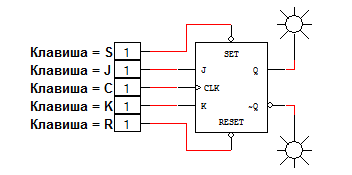 Клавиша = S 1
Клавиша = J 1
Клавиша = C 1
Клавиша = K 1
Клавиша = R 1
SET
J Q
CLK
K ~Q
RESET